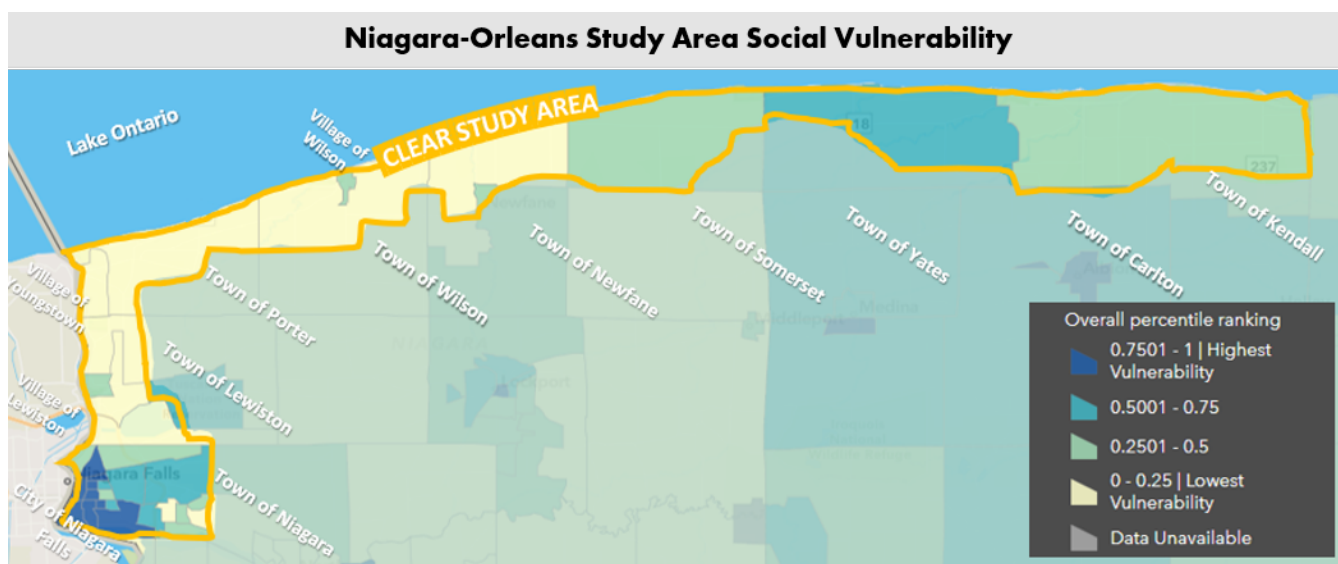 Niagara-Orleans Study Area Social Vulnerability
Lake Ontario
Village of
Wilson
CLEAR STUDY AREA
18
237
Newfane
Village of
Youngstown
Town of Porter
Town of Wilson
Town of Newfane
Town of Somerset
Town of Yates
Town of Carlton
Town of Kendall
NIAGARA
Middleport
Medina
Lockport
Village of
Lewiston
Town of Lewiston
Niagara Falls
City of Niagara
Falls
Town of Niagara
Overall percentile ranking
0.7501 - 1 | Highest
Vulnerability
0.5001 - 0.75
0.2501 - 0.5
0 - 0.25 | Lowest
Vulnerability
Data Unavailable